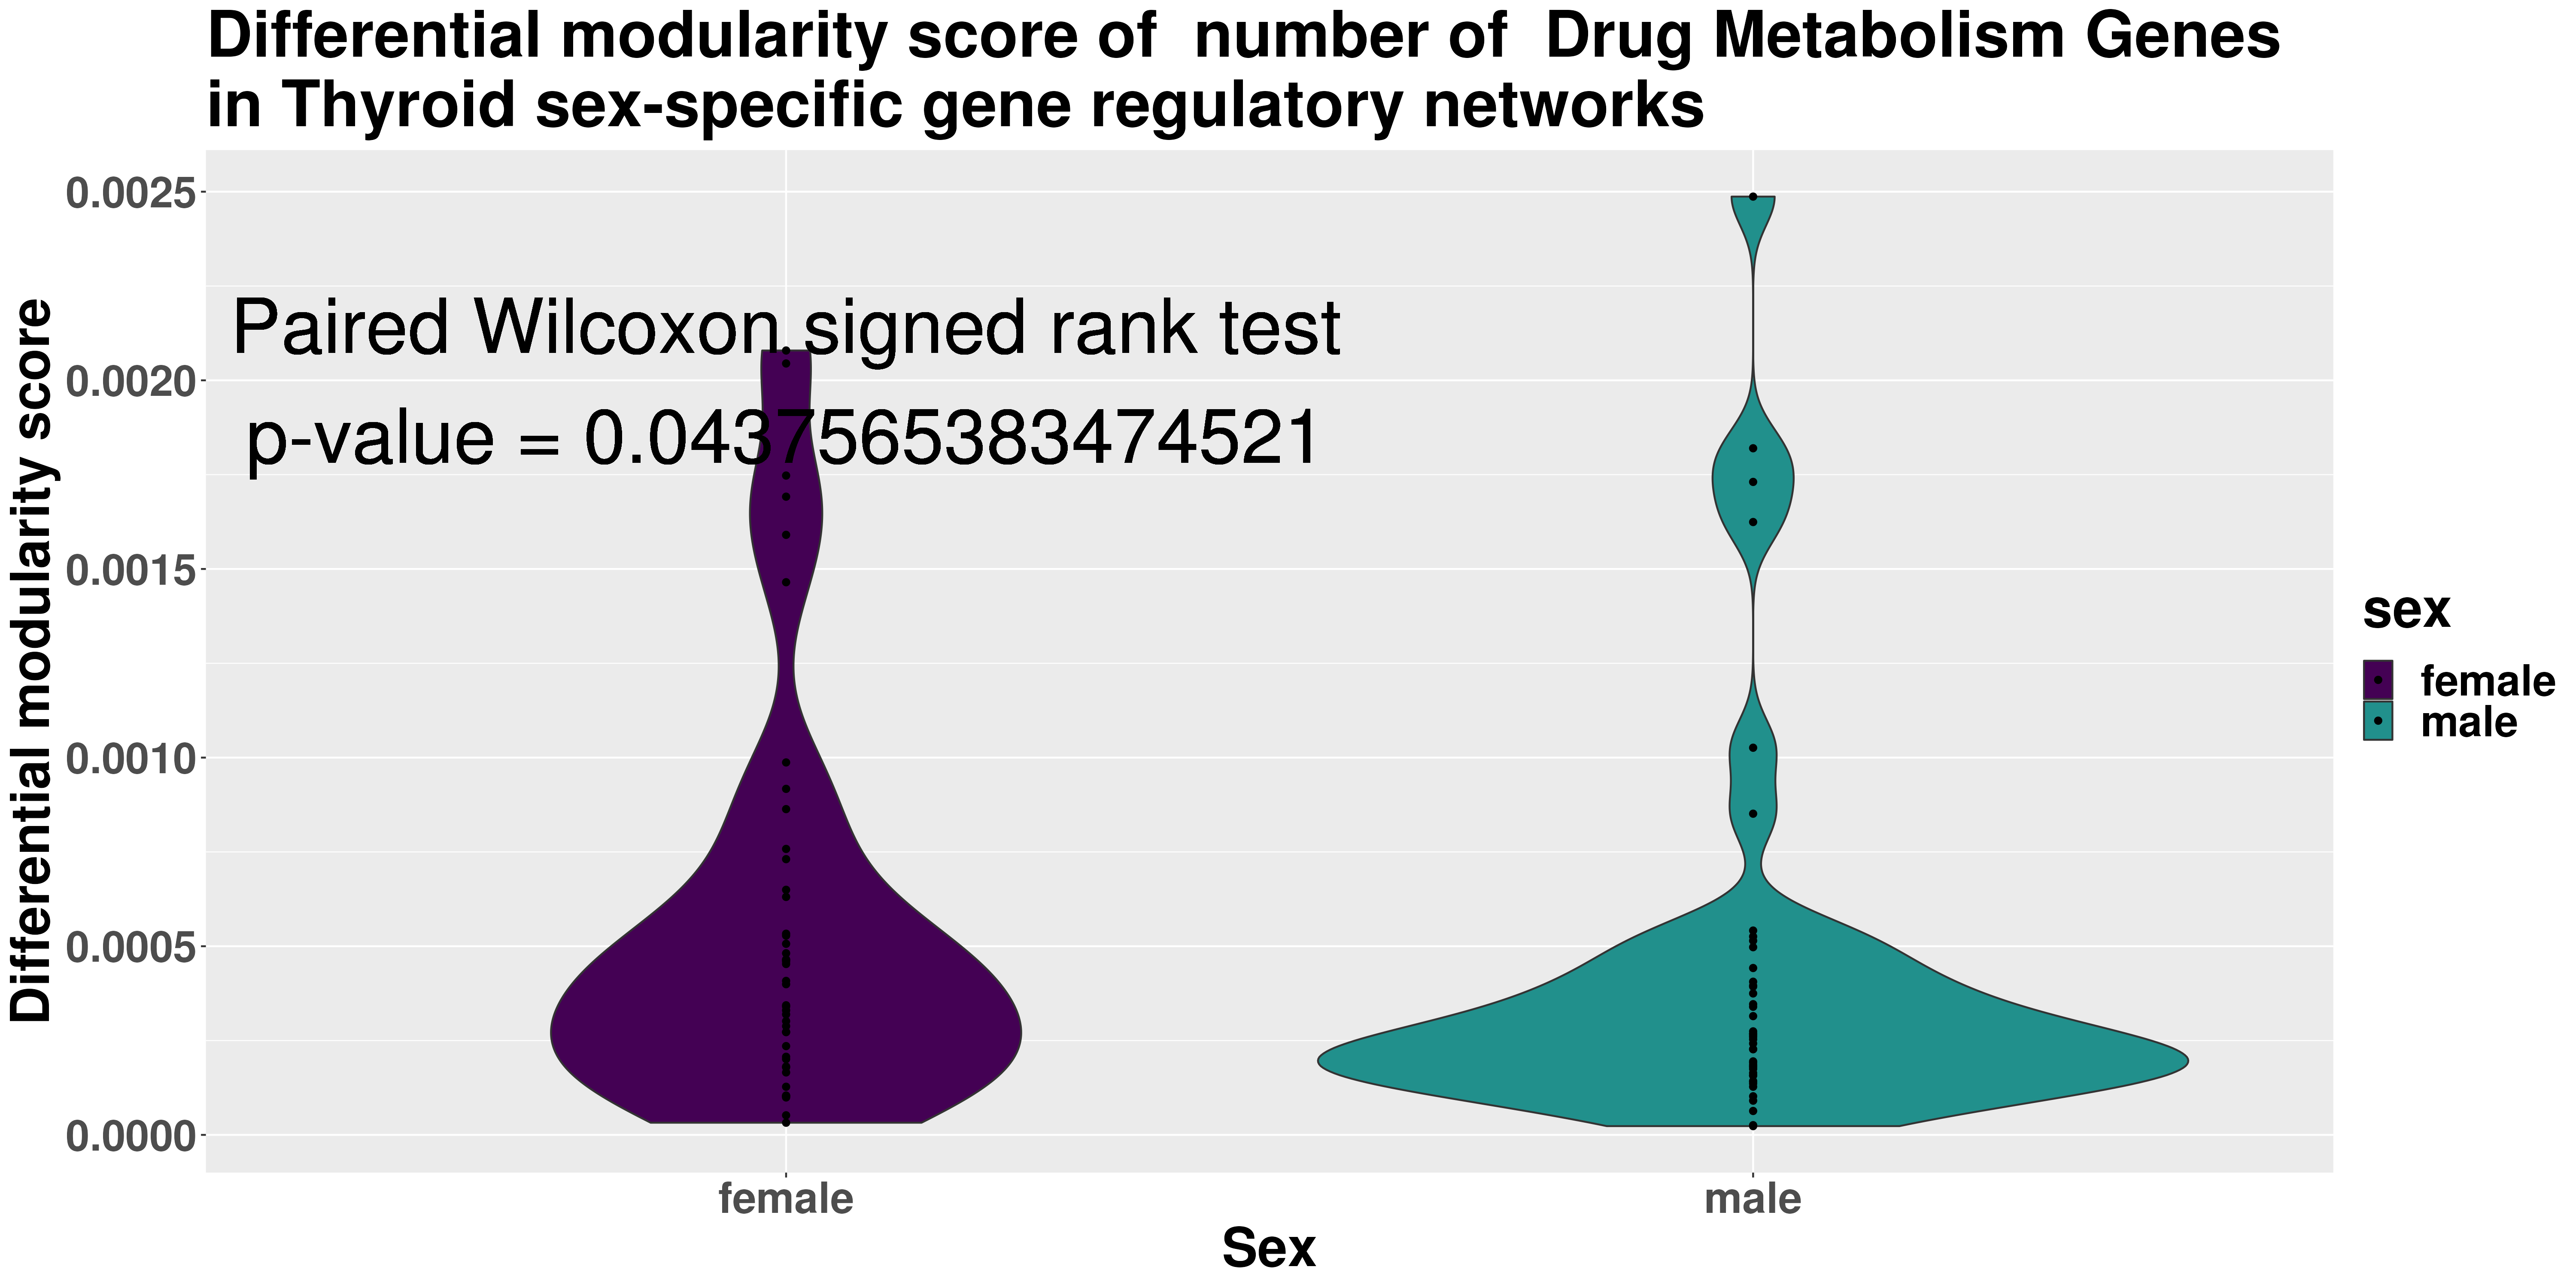 Differential modularity score of  number of  Drug Metabolism Genes
in Thyroid sex-specific gene regulatory networks
Differential modularity score
0.0025
0.0020
0.0015
0.0010
0.0005
0.0000
Paired Wilcoxon signed rank test
p-value = 0.0437565383474521
female
male
Sex
sex
female
male